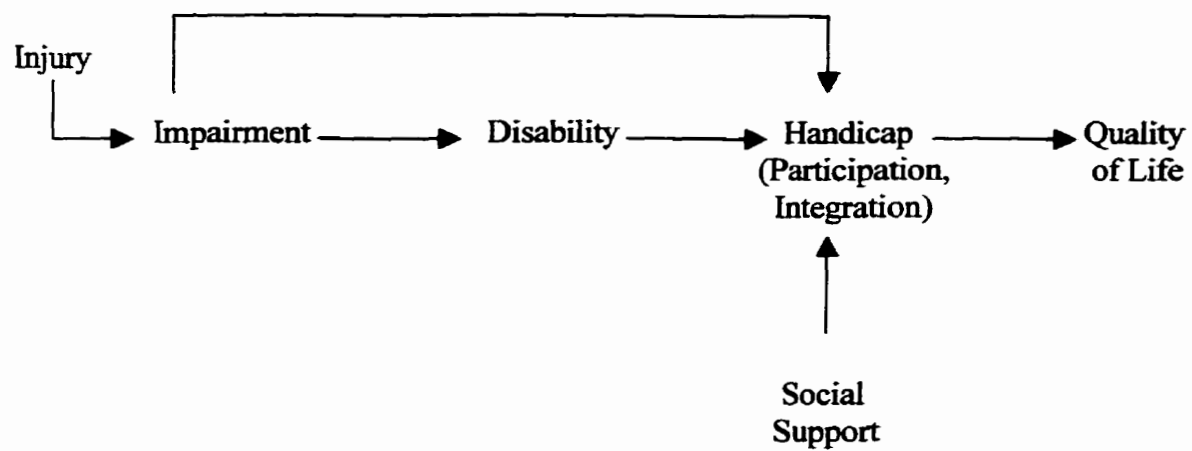 Injury
Impairment
Disability
Handicap
(Participation,
Integration)
Quality
of Life
Social
Support